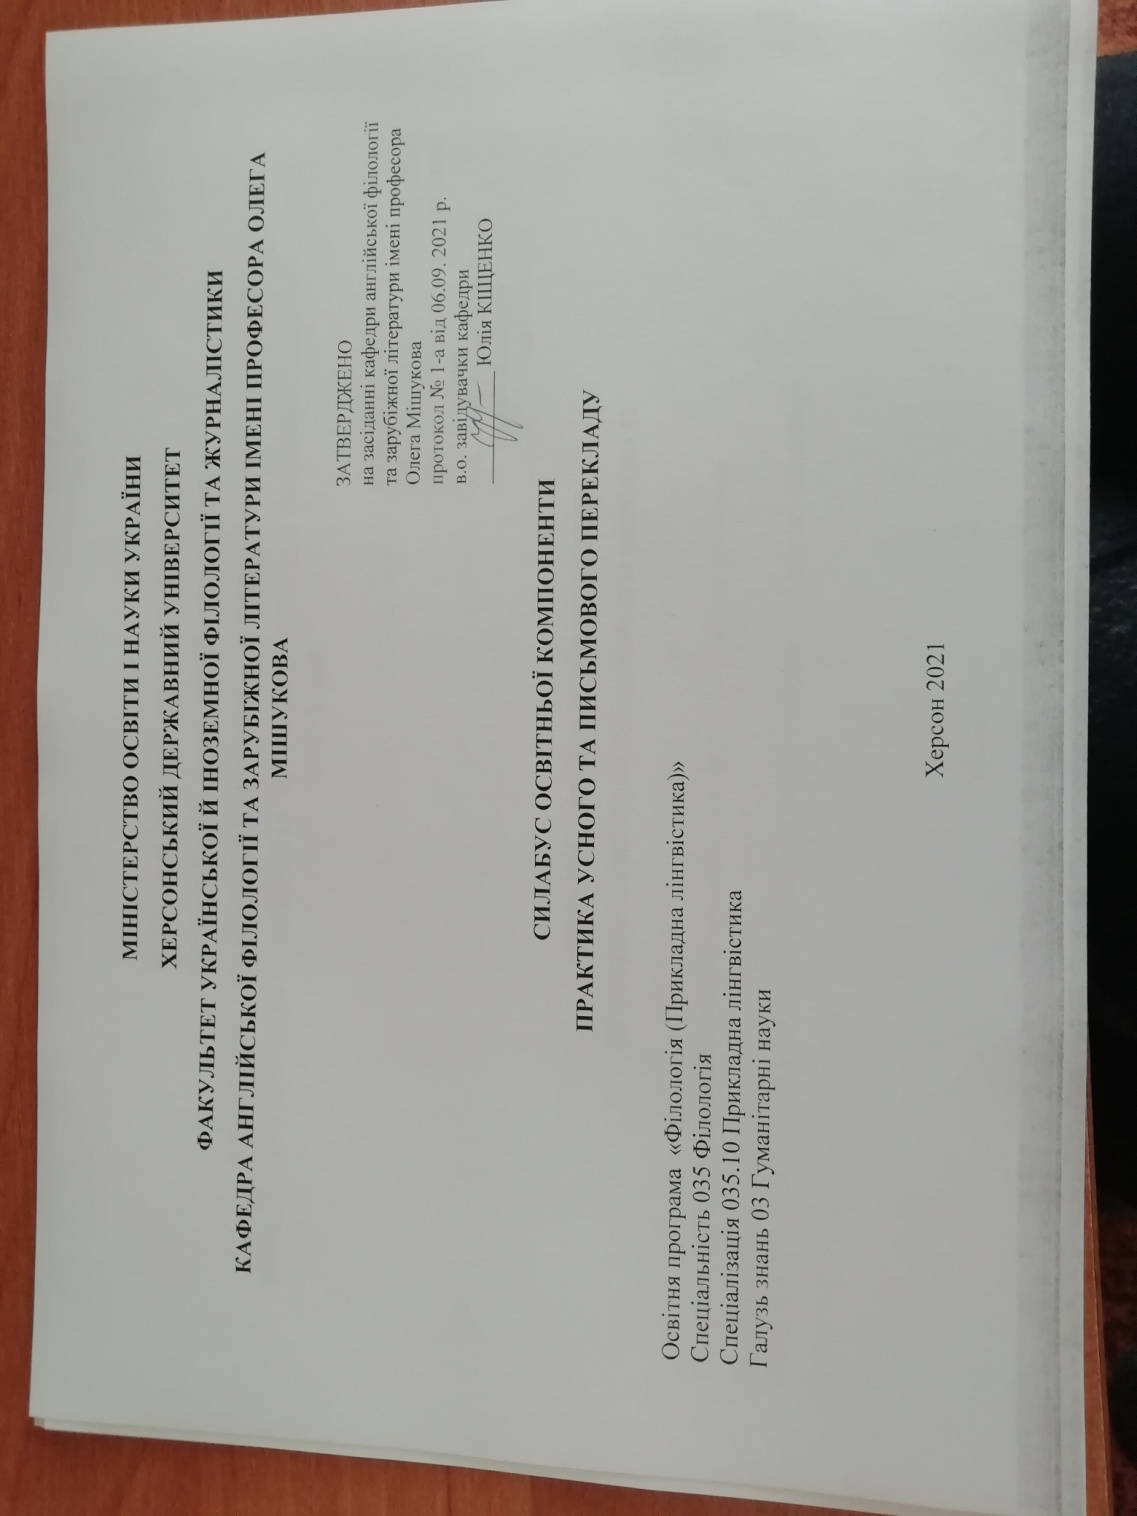 МІНІСТЕРСТВО ОСВІТИ І НАУКИ УКРАЇНИ
ХЕРСОНСЬКИЙ ДЕРЖАВНИЙ УНІВЕРСИТЕТ
ФАКУЛЬТЕТ УКРАЇНСЬКОЇ Й ІНОЗЕМНОЇ ФІЛОЛОГІЇ ТА ЖУРНАЛІСТИКИ
КАФЕДРА АНГЛІЙСЬКОЇ ФІЛОЛОГІЇ ТА ЗАРУБІЖНОЇ ЛІТЕРАТУРИ ІМЕНІ ПРОФЕСОРА ОЛЕГА
МІШУКОВА
ЗАТВЕРДЖЕНО
на засіданні кафедри англійської філології
та зарубіжної літератури імені професора
Олега Мішукова
протокол № 1-а від 06.09. 2021 р.
в.о. завідувачки кафедри
Юлія КІЩЕНКО
СИЛАБУС ОСВІТНЬОЇ КОМПОНЕНТИ
ПРАКТИКА УСНОГО ТА ПИСЬМОВОГО ПЕРЕКЛАДУ
Освітня програма «Філологія (Прикладна лінгвістика)»
Спеціальність 035 Філологія
Спеціалізація 035.10 Прикладна лінгвістика
Галузь знань 03 Гуманітарні науки
Херсон 2021